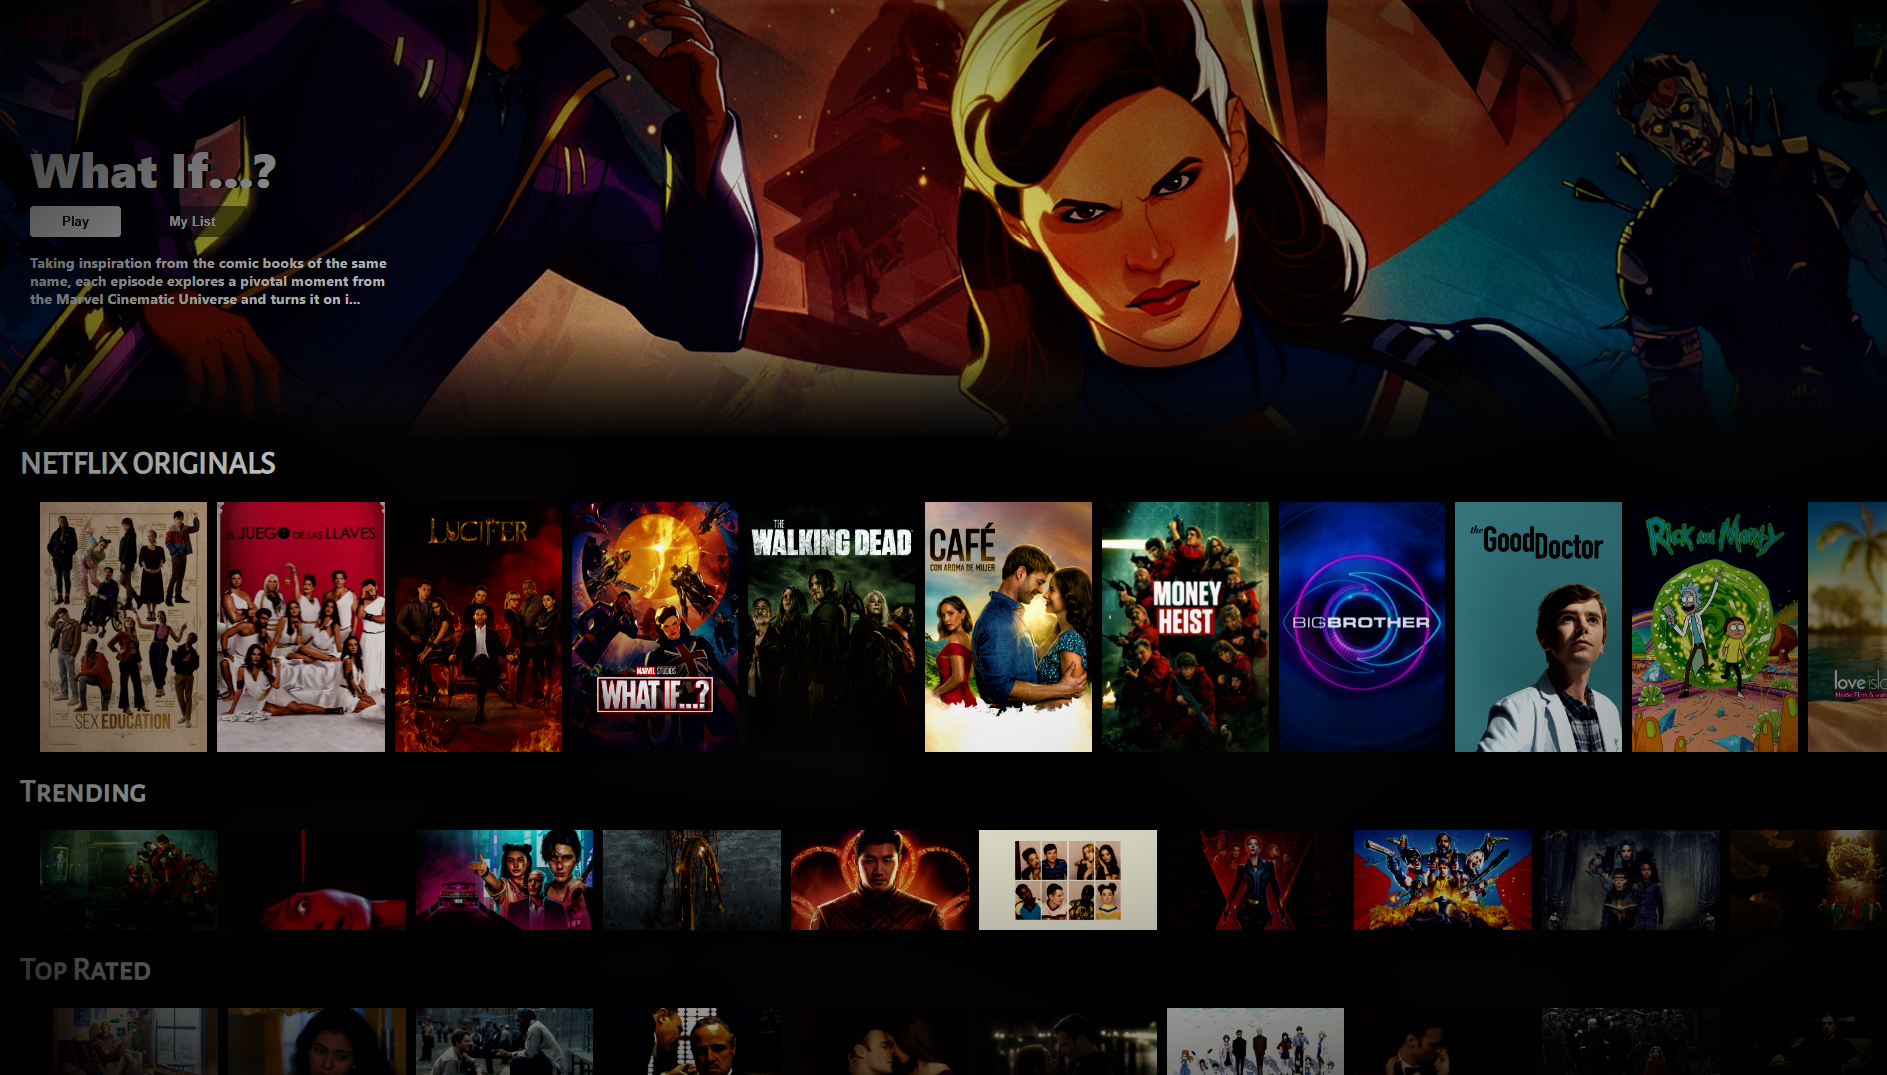 NETFLIX
What If...?
Play
My List
Taking inspiration from the comic books of the same
name, each episode explores a pivotal moment from
the Marvel Cinematic Universe and turns it on i...
NETFLIX ORIGINALS
SEX EDUCATION
EL JUEGO DE LAS LLAVES
LUCIFER
MARVEL STUDIOS
WHAT IF...?
THE
WALKING DEAD
CAFÉ
CON AROMA DE MUJER
MONEY
HEIST
BIGBROTHER
the GoodDoctor
Rick and Morty
love isla
TRENDING
TOP RATED